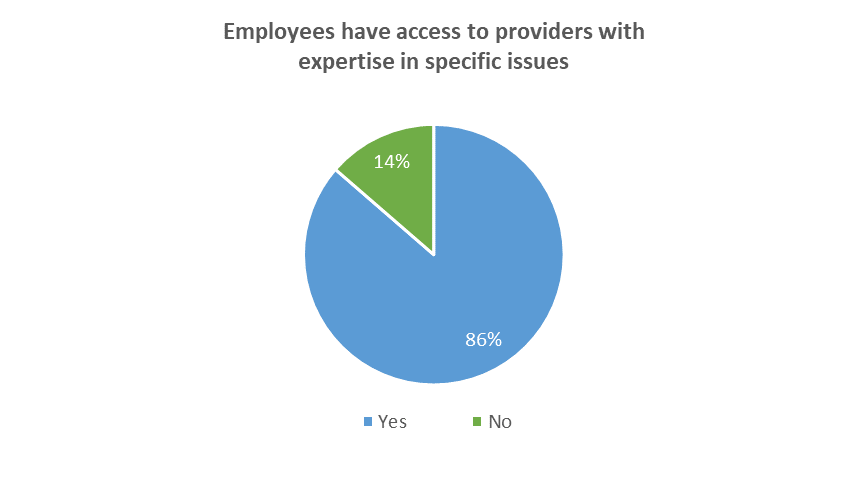 Employees have access to providers with
expertise in specific issues
14%
86%
Yes
No